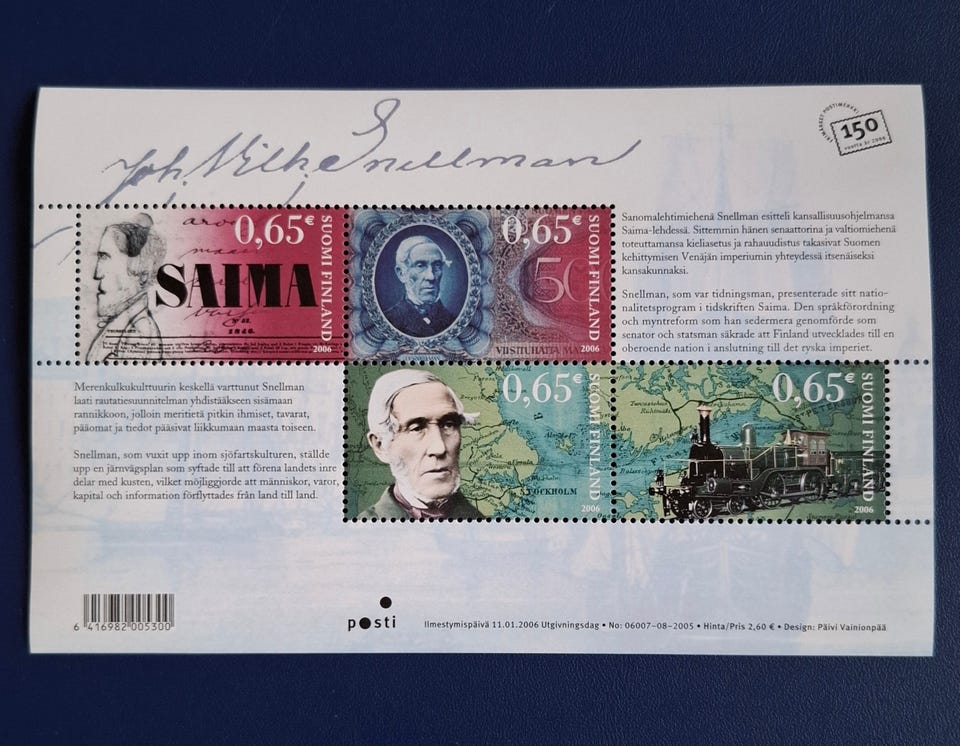 Joh. Vilh. Snellman
150
vuotta år 2006
0,65€
SUOMI FINLAND
2006
SAIMA
1846.
0,65€
SUOMI FINLAND
2006
50
VIISITUHATTA MA
Sanomalehtimiehenä Snellman esitteli kansallisuusohjelmansa
Saima-lehdessä. Sittemmin hänen senaattorina ja valtiomiehenä
toteuttamansa kieliasetus ja rahauudistus takasivat Suomen
kehittymisen Venäjän imperiumin yhteydessä itsenäiseksi
kansakunnaksi.
Snellman, som var tidningsman, presenterade sitt natio-
nalitetsprogram i tidskriften Saima. Den språkförordning
och myntreform som han sedermera genomförde som
senator och statsman säkrade att Finland utvecklades till en
oberoende nation i anslutning till det ryska imperiet.
Merenkulkukulttuurin keskellä varttunut Snellman
laati rautatiesuunnitelman yhdistääkseen sisämaan
rannikkoon, jolloin meritietä pitkin ihmiset, tavarat,
pääomat ja tiedot pääsivät liikkumaan maasta toiseen.
Snellman, som vuxit upp inom sjöfartskulturen, ställde
upp en järnvägsplan som syftade till att förena landets inre
delar med kusten, vilket möjliggjorde att människor, varor,
kapital och information förflyttades från land till land.
0,65€
SUOMI FINLAND
2006
STOCKHOLM
0,65€
SUOMI FINLAND
2006
6 416982 005300
posti
Ilmestymispäivä 11.01.2006 Utgivningsdag • No: 06007-08-2005 • Hinta/Pris 2,60 € • Design: Päivi Vainionpää